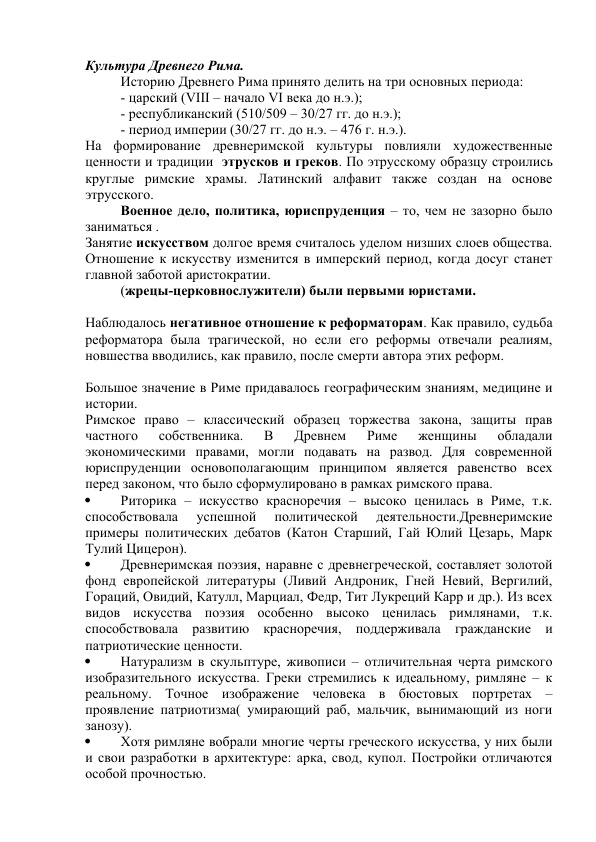 Культура Древнего Рима.
Историю Древнего Рима принято делить на три основных периода:
- царский (VIII – начало VI века до н.э.);
- республиканский (510/509 – 30/27 гг. до н.э.);
- период империи (30/27 гг. до н.э. – 476 г. н.э.).
На формирование древнеримской культуры повлияли художественные
ценности и традиции этрусков и греков. По этрусскому образцу строились
круглые римские храмы. Латинский алфавит также создан на основе
этрусского.
Военное дело, политика, юриспруденция – то, чем не зазорно было
заниматься .
Занятие искусством долгое время считалось уделом низших слоев общества.
Отношение к искусству изменится в имперский период, когда досуг станет
главной заботой аристократии.
(жрецы-церковнослужители) были первыми юристами.
Наблюдалось негативное отношение к реформаторам. Как правило, судьба
реформатора была трагической, но если его реформы отвечали реалиям,
новшества вводились, как правило, после смерти автора этих реформ.
Большое значение в Риме придавалось географическим знаниям, медицине и
истории.
Римское право – классический образец торжества закона, защиты прав
частного собственника. В Древнем Риме женщины обладали
экономическими правами, могли подавать на развод. Для современной
юриспруденции основополагающим принципом является равенство всех
перед законом, что было сформулировано в рамках римского права.
• Риторика – искусство красноречия – высоко ценилась в Риме, т.к.
способствовала успешной политической деятельности.Древнеримские
примеры политических дебатов (Катон Старший, Гай Юлий Цезарь, Марк
Тулий Цицерон).
• Древнеримская поэзия, наравне с древнегреческой, составляет золотой
фонд европейской литературы (Ливий Андроник, Гней Невий, Вергилий,
Гораций, Овидий, Катулл, Марциал, Федр, Тит Лукреций Карр и др.). Из всех
видов искусства поэзия особенно высоко ценилась римлянами, т.к.
способствовала развитию красноречия, поддерживала гражданские и
патриотические ценности.
• Натурализм в скульптуре, живописи – отличительная черта римского
изобразительного искусства. Греки стремились к идеальному, римляне – к
реальному. Точное изображение человека в бюстовых портретах –
проявление патриотизма( умирающий раб, мальчик, вынимающий из ноги
занозу).
• Хотя римляне вобрали многие черты греческого искусства, у них были
и свои разработки в архитектуре: арка, свод, купол. Постройки отличаются
особой прочностью.